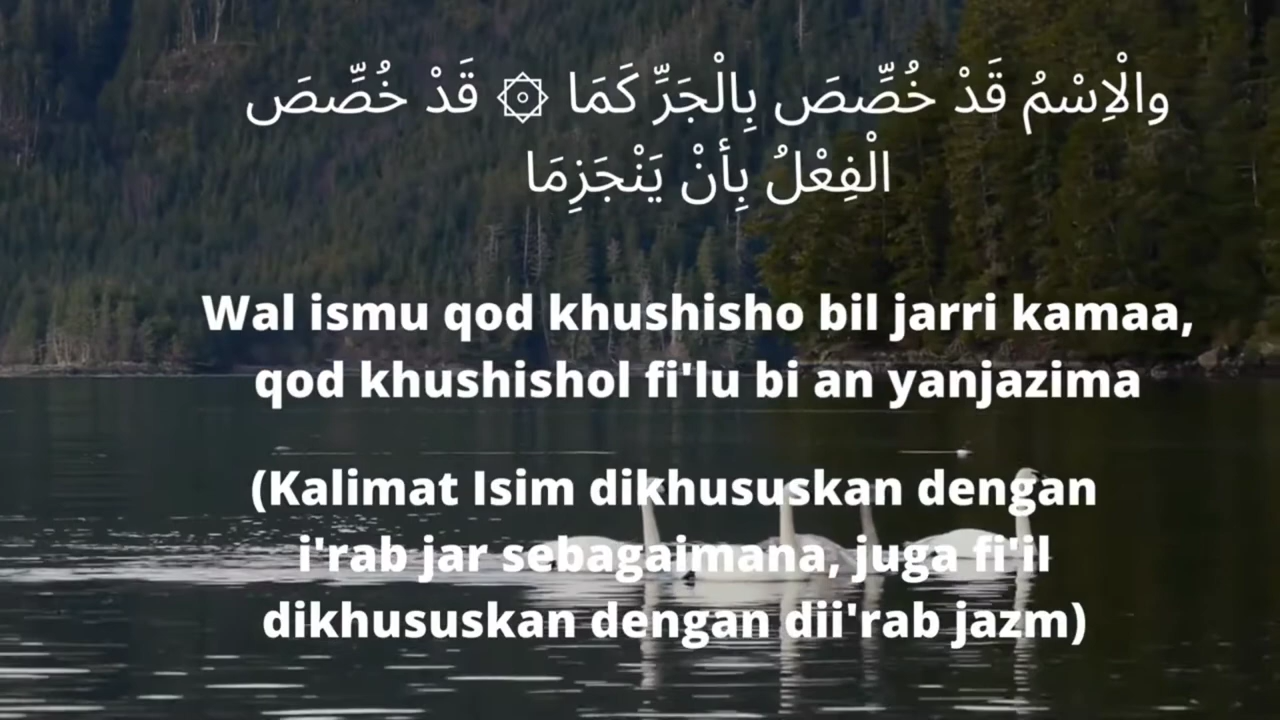 والْاِسْمُ قَدْ خُصِّصَ بِالْجَرِّ كَمَا ۞ قَدْ خُصِّصَ
الْفِعْلُ بِأنْ يَنْجَزِمَا
Wal ismu qod khushisho bil jarri kamaa,
qod khushishol fi'lu bi an yanjazima
(Kalimat Isim dikhususkan dengan
i'rab jar sebagaimana, juga fi'il
dikhususkan dengan dii'rab jazm)